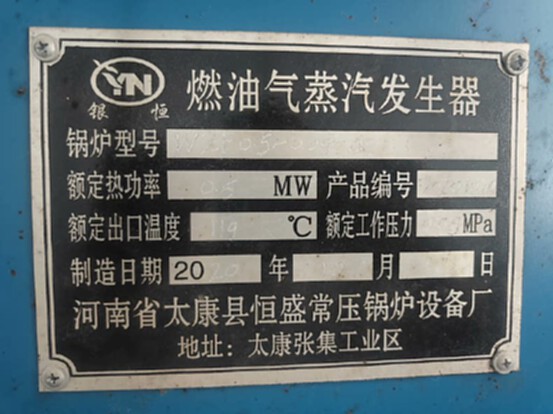 YN
银恒
燃油气蒸汽发生器
锅炉型号
额定热功率 0.5 MW 产品编号
额定出口温度 119 ℃ 额定工作压力 MPa
制造日期 20 年 月 日
河南省太康县恒盛常压锅炉设备厂
地址：太康张集工业区